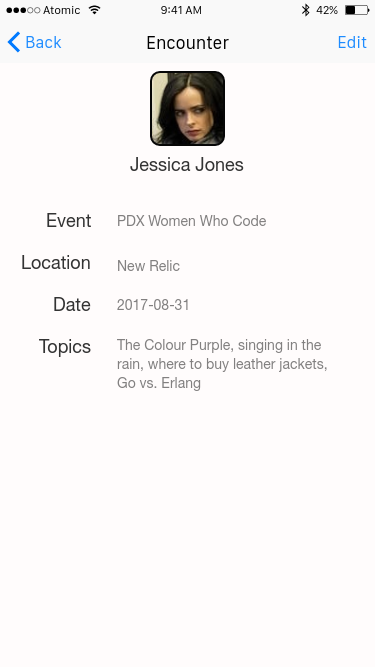 Atomic 9:41 AM 42%
Back Encounter Edit
Jessica Jones
Event PDX Women Who Code
Location New Relic
Date 2017-08-31
Topics The Colour Purple, singing in the
rain, where to buy leather jackets,
Go vs. Erlang